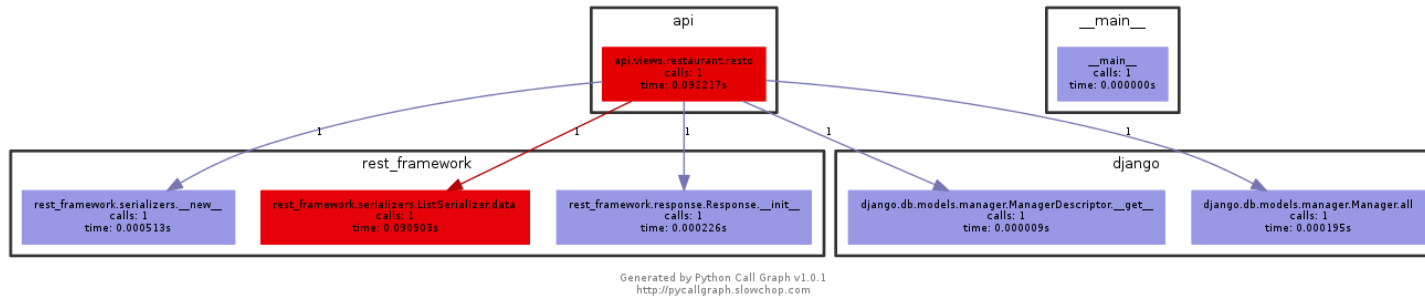 api
__main__
api.views.restaurant.resto
calls: 1
time: 0.092217s
__main__
calls: 1
time: 0.000000s
1
1
1
1
1
rest_framework
django
rest_framework.serializers.__new__
calls: 1
time: 0.000513s
rest_framework.serializers.ListSerializer.data
calls: 1
time: 0.090903s
rest_framework.response.Response.__init__
calls: 1
time: 0.000226s
django.db.models.manager.ManagerDescriptor.__get__
calls: 1
time: 0.000009s
django.db.models.manager.Manager.all
calls: 1
time: 0.000195s
Generated by Python Call Graph v1.0.1
http://pycallgraph.slowchop.com